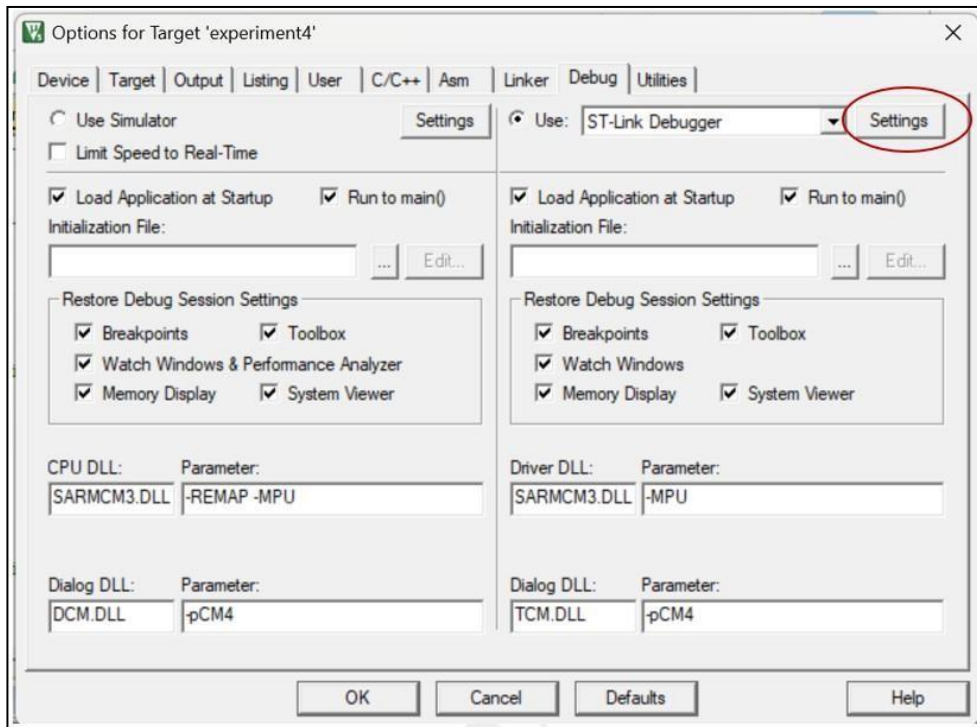 Options for Target 'experiment4'
Device Target Output Listing User C/C++ Asm Linker Debug Utilities
Use Simulator Settings
Limit Speed to Real-Time
Use: ST-Link Debugger Settings
Load Application at Startup Run to main()
Initialization File:
... Edit...
Restore Debug Session Settings
Breakpoints Toolbox
Watch Windows & Performance Analyzer
Memory Display System Viewer
CPU DLL: Parameter:
SARMCM3.DLL -REMAP -MPU
Dialog DLL: Parameter:
DCM.DLL -pCM4
Load Application at Startup Run to main()
Initialization File:
... Edit...
Restore Debug Session Settings
Breakpoints Toolbox
Watch Windows
Memory Display System Viewer
Driver DLL: Parameter:
SARMCM3.DLL -MPU
Dialog DLL: Parameter:
TCM.DLL -pCM4
OK Cancel Defaults Help